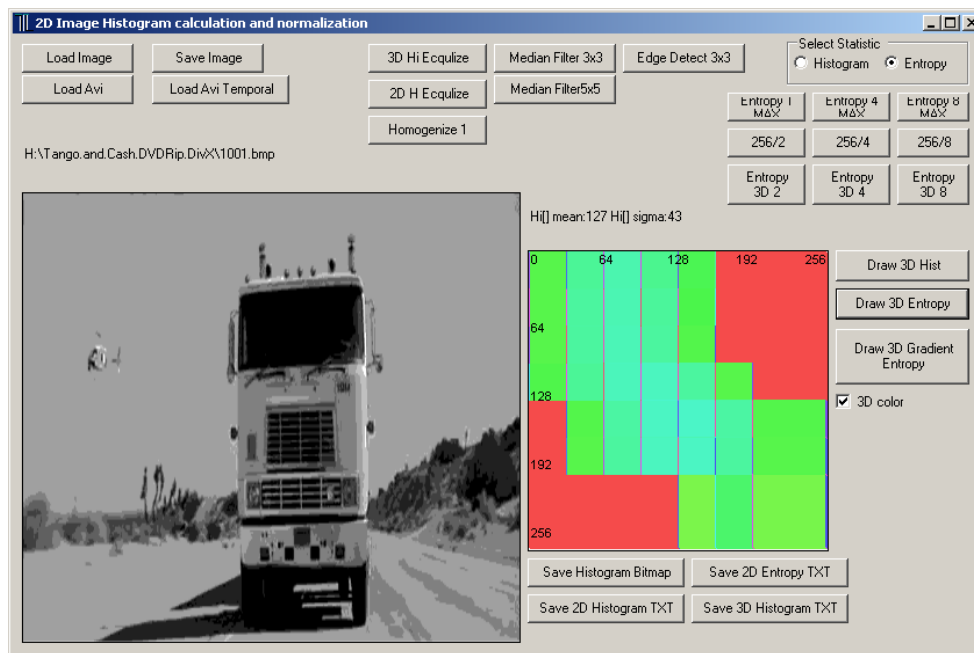 2D Image Histogram calculation and normalization
Load Image
Save Image
3D Hi Ecqulize
Median Filter 3x3
Edge Detect 3x3
Select Statistic
Histogram
Entropy
Load Avi
Load Avi Temporal
2D H Ecqulize
Median Filter5x5
Entropy 1
MAX
Entropy 4
MAX
Entropy 8
MAX
Homogenize 1
256/2
256/4
256/8
H:\Tango.and.Cash.DVDRip.DivX\1001.bmp
Entropy
3D 2
Entropy
3D 4
Entropy
3D 8
Hi[] mean:127 Hi[] sigma:43
0
64
128
192
256
64
128
192
256
Draw 3D Hist
Draw 3D Entropy
Draw 3D Gradient
Entropy
3D color
Save Histogram Bitmap
Save 2D Entropy TXT
Save 2D Histogram TXT
Save 3D Histogram TXT